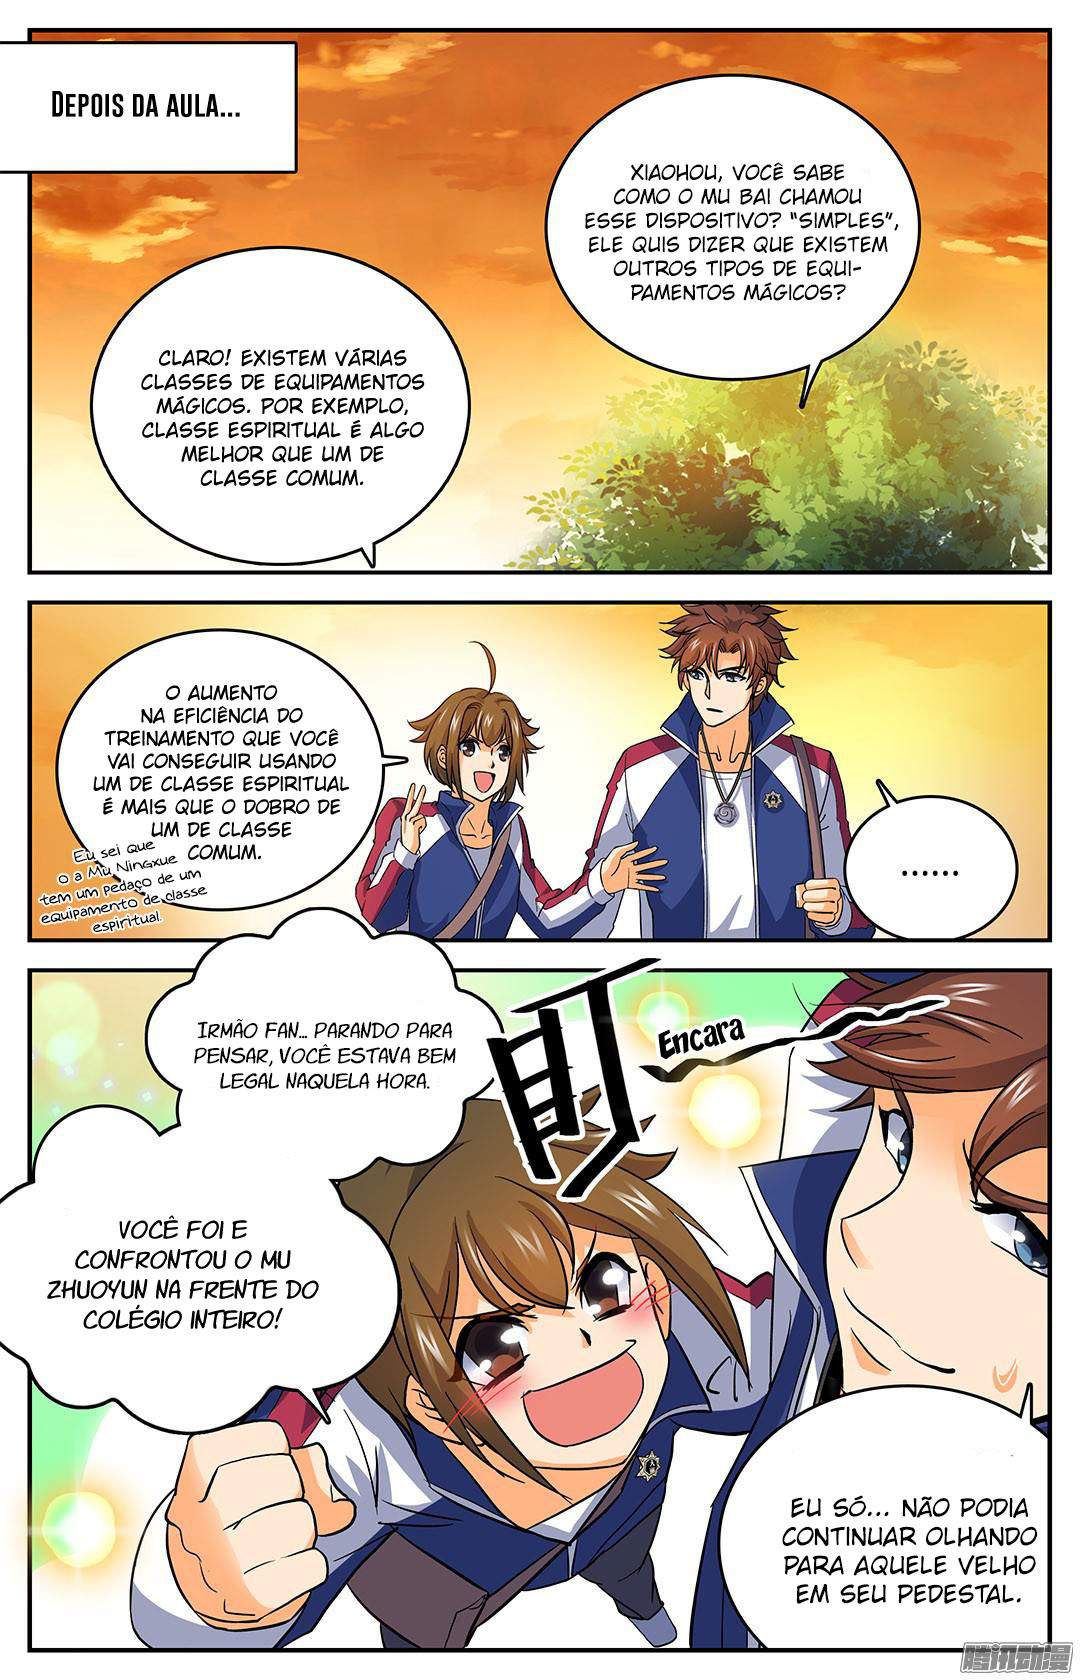 DEPOIS DA AULA...
XIAOHOU, VOCÊ SABE
COMO O MU BAI CHAMOU
ESSE DISPOSITIVO? "SIMPLES",
ELE QUIS DIZER QUE EXISTEM
OUTROS TIPOS DE EQUI-
PAMENTOS MÁGICOS?
CLARO! EXISTEM VÁRIAS
CLASSES DE EQUIPAMENTOS
MÁGICOS. POR EXEMPLO,
CLASSE ESPIRITUAL É ALGO
MELHOR QUE UM DE
CLASSE COMUM.
O AUMENTO
NA EFICIÊNCIA DO
TREINAMENTO QUE VOCÊ
VAI CONSEGUIR USANDO
UM DE CLASSE ESPIRITUAL
É MAIS QUE O DOBRO DE
UM DE CLASSE
COMUM.
Eu sei que
o a Mu Ningxue
tem um pedaço de um
equipamento de classe
espiritual.
......
IRMÃO FAN... PARANDO PARA
PENSAR, VOCÊ ESTAVA BEM
LEGAL NAQUELA HORA.
盯
Encara
VOCÊ FOI E
CONFRONTOU O MU
ZHUOYUN NA FRENTE DO
COLÉGIO INTEIRO!
EU SÓ... NÃO PODIA
CONTINUAR OLHANDO
PARA AQUELE VELHO
EM SEU PEDESTAL.
腾讯动漫